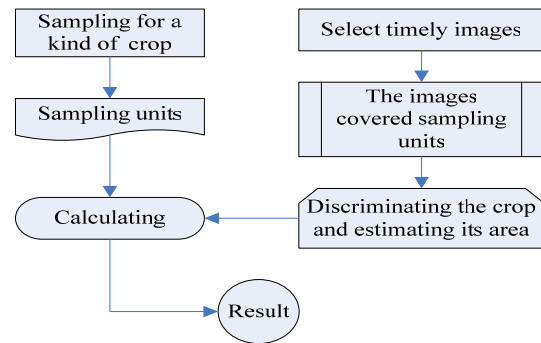 Sampling for a
kind of crop
Sampling units
Calculating
Select timely images
The images
covered sampling
units
Discriminating the crop
and estimating its area
Result